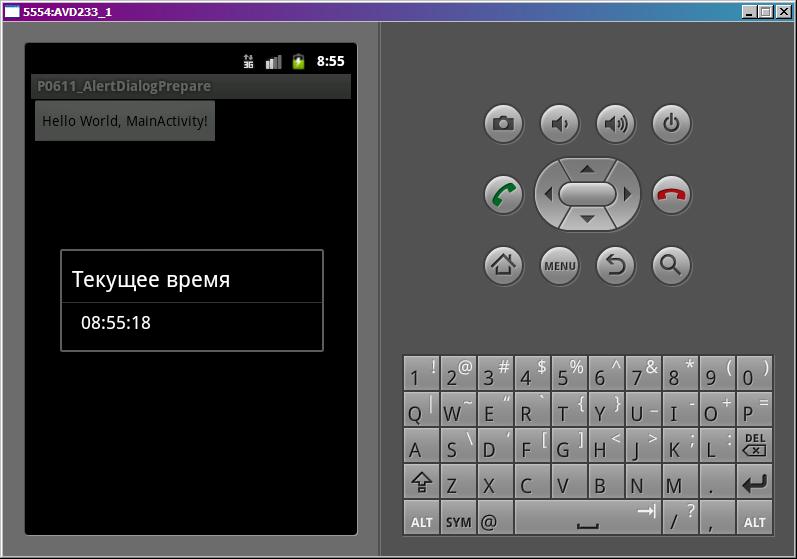 5554:AVD233_1
3G 8:55
P0611_AlertDialogPrepare
Hello World, MainActivity!
Текущее время
08:55:18
MENU
1 ! 2 @ 3 # 4 $ 5 % 6 ^ 7 & 8 * 9 ( 0 )
Q | W ~ E “ R ` T { Y } U _ I - O + P =
A S \ D ‘ F [ G ] H < J > K ; L : DEL
Z X C V B N M .
ALT SYM @ / ? , ALT